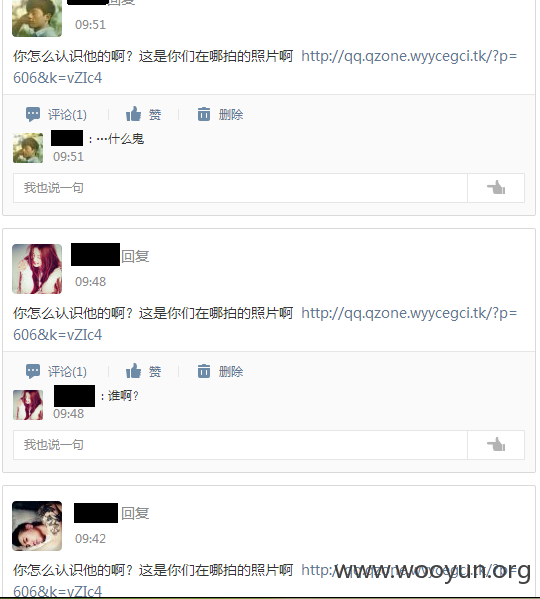 回复
09:51
你怎么认识他的啊？这是你们在哪拍的照片啊 http://qq.qzone.wyycegci.tk/?p=
606&k=vZIc4
评论(1) 赞 删除
：…什么鬼
09:51
我也说一句
回复
09:48
你怎么认识他的啊？这是你们在哪拍的照片啊 http://qq.qzone.wyycegci.tk/?p=
606&k=vZIc4
评论(1) 赞 删除
：谁啊？
09:48
我也说一句
回复
09:42
你怎么认识他的啊？这是你们在哪拍的照片啊 http://qq.qzone.wyycegci.tk/?p=
www.wooyun.org
606&k=vZIc4